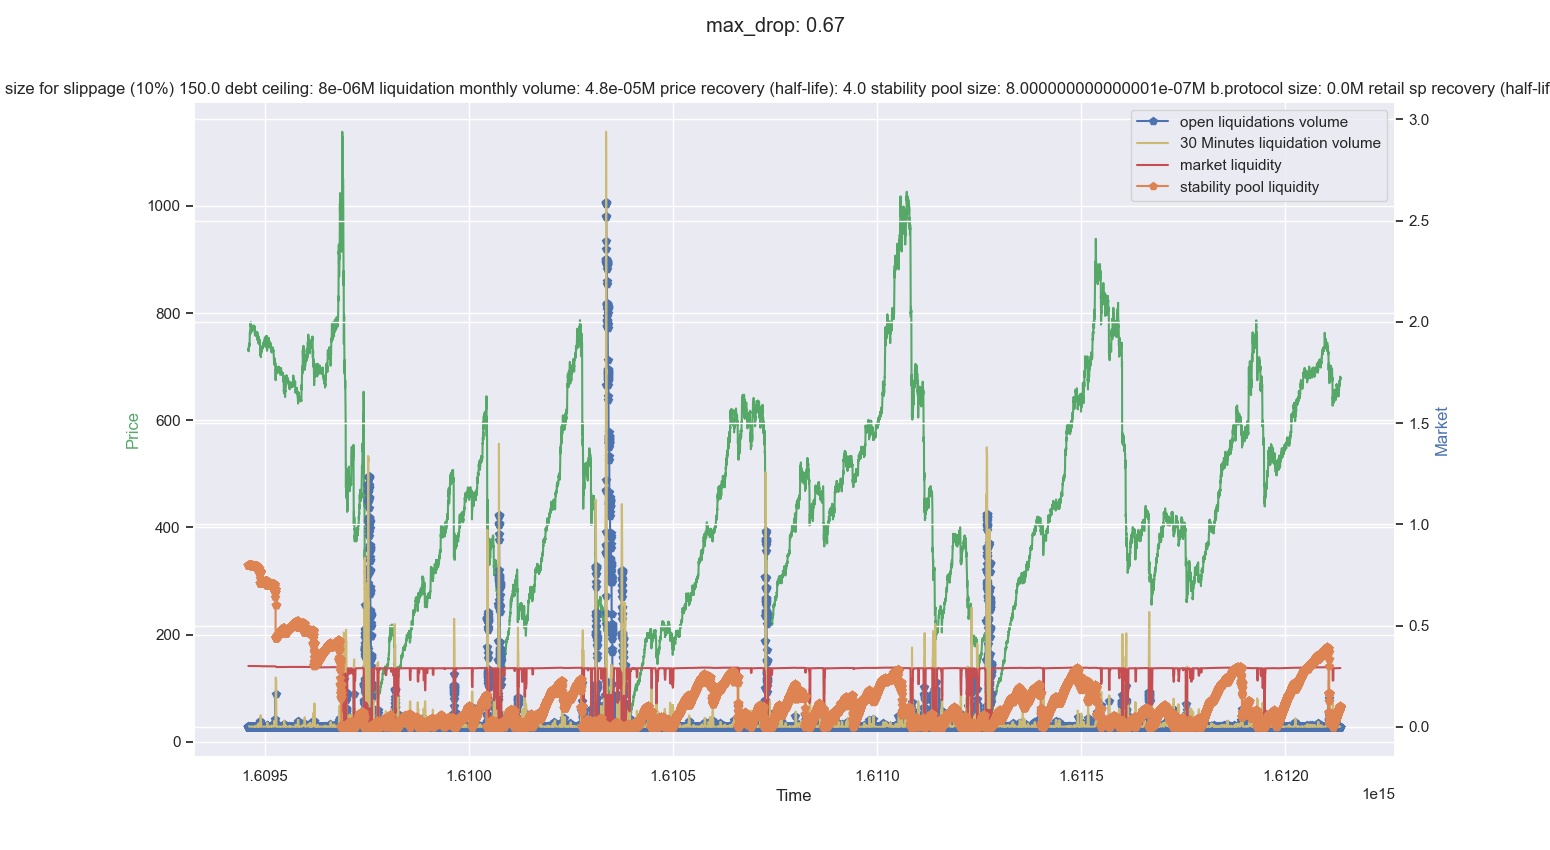 max_drop: 0.67
size for slippage (10%) 150.0 debt ceiling: 8e-06M liquidation monthly volume: 4.8e-05M price recovery (half-life): 4.0 stability pool size: 8.000000000000001e-07M b.protocol size: 0.0M retail sp recovery (half-lif
open liquidations volume
30 Minutes liquidation volume
market liquidity
stability pool liquidity
Price
1000
800
600
400
200
0
3.0
2.5
2.0
1.5
1.0
0.5
0.0
Market
1.6095 1.6100 1.6105 1.6110 1.6115 1.6120
Time
1e15